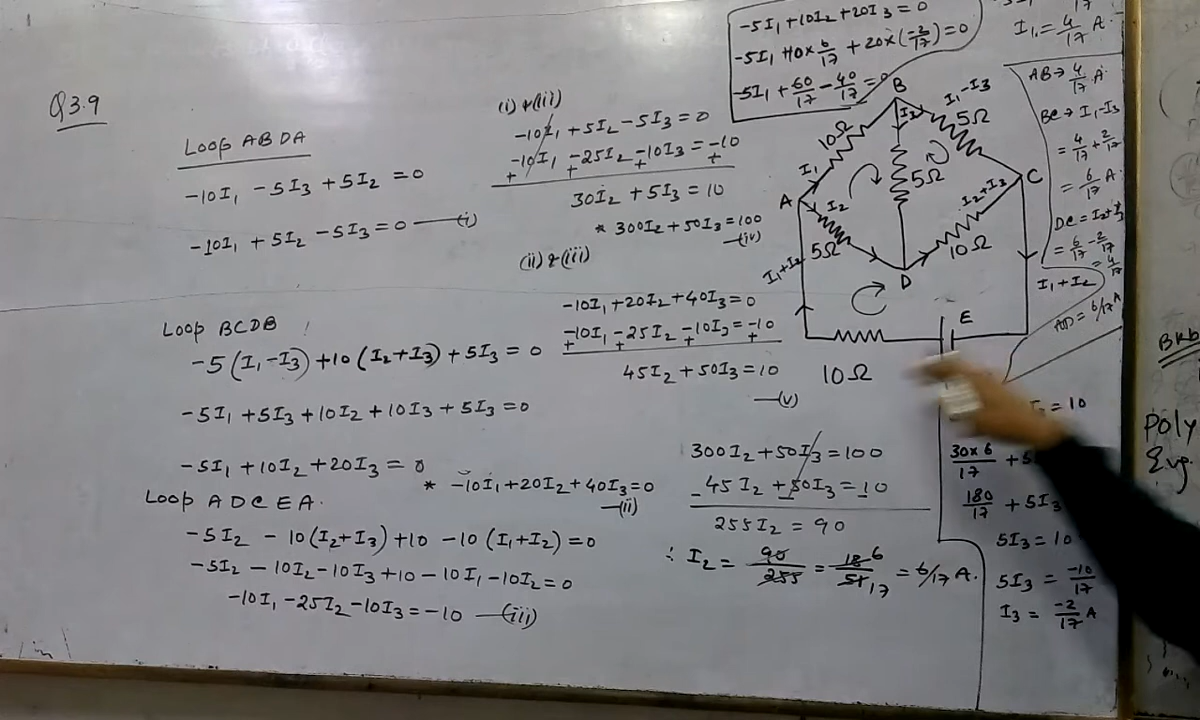 Q3.9
Loop ABDA
-10I₁ -5I₃ +5I₂ =0
-10I₁ +5I₂ -5I₃=0 —(i)
Loop BCDB
-5(I₁-I₃)+10(I₂+I₃)+5I₃=0
-5I₁+5I₃+10I₂+10I₃+5I₃=0
-5I₁+10I₂+20I₃=0
* -10I₁+20I₂+40I₃=0
—(ii)
Loop ADCEA.
-5I₂ -10(I₂+I₃)+10-10(I₁+I₂)=0
-5I₂-10I₂-10I₃+10-10I₁-10I₂=0
-10I₁-25I₂-10I₃=-10 —(iii)
(i) & (iii)
-10I₁+5I₂-5I₃=0
-10I₁ -25I₂ -10I₃=-10
+ + + +
30I₂ +5I₃=10
* 300I₂+50I₃=100
—(iv)
(ii) & (iii)
-10I₁+20I₂+40I₃=0
-10I₁-25I₂-10I₃=-10
+ + + +
45I₂+50I₃=10
—(v)
300I₂+50I₃=100
45I₂+50I₃=10
- - -
255I₂=90
∴ I₂= 90/255 = 18/51 6 17 = 6/17 A.
-5I₁+10I₂+20I₃=0
-5I₁+10×6/17+20×(-2/17)=0
-5I₁+60/17-40/17=0
I₁=4/17 A.
B
10Ω
I₁
I₃
I₁-I₃
5Ω
5Ω
A
I₂
5Ω
I₂+I₃
C
10Ω
D
I₁+I₂
E
10Ω
AB→4/17 A.
BC→I₁-I₃
=4/17+2/17
=6/17 A.
DC=I₂+I₃
=6/17-2/17
=4/17
I₁+I₂
AD=6/17 A
=10
30×6/17 +5
180/17 +5I₃
5I₃=10
5I₃=-10/17
I₃=-2/17 A
Poly